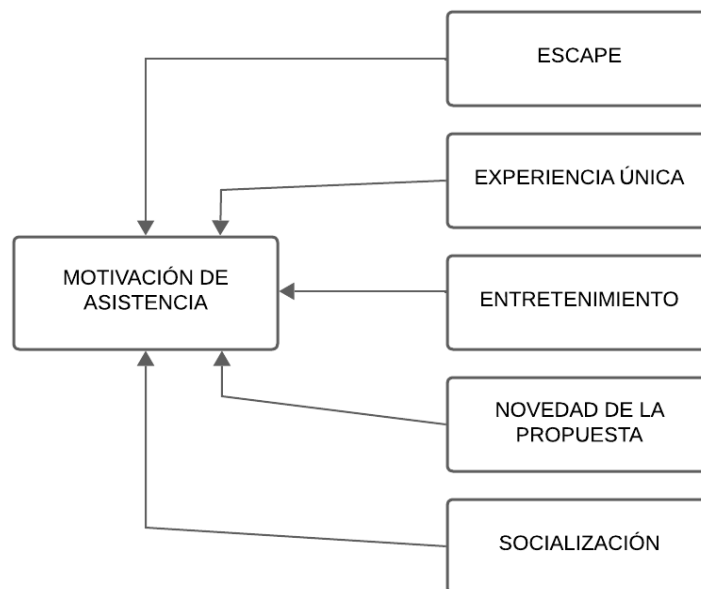 ESCAPE
EXPERIENCIA ÚNICA
MOTIVACIÓN DE
ASISTENCIA
ENTRETENIMIENTO
NOVEDAD DE LA
PROPUESTA
SOCIALIZACIÓN